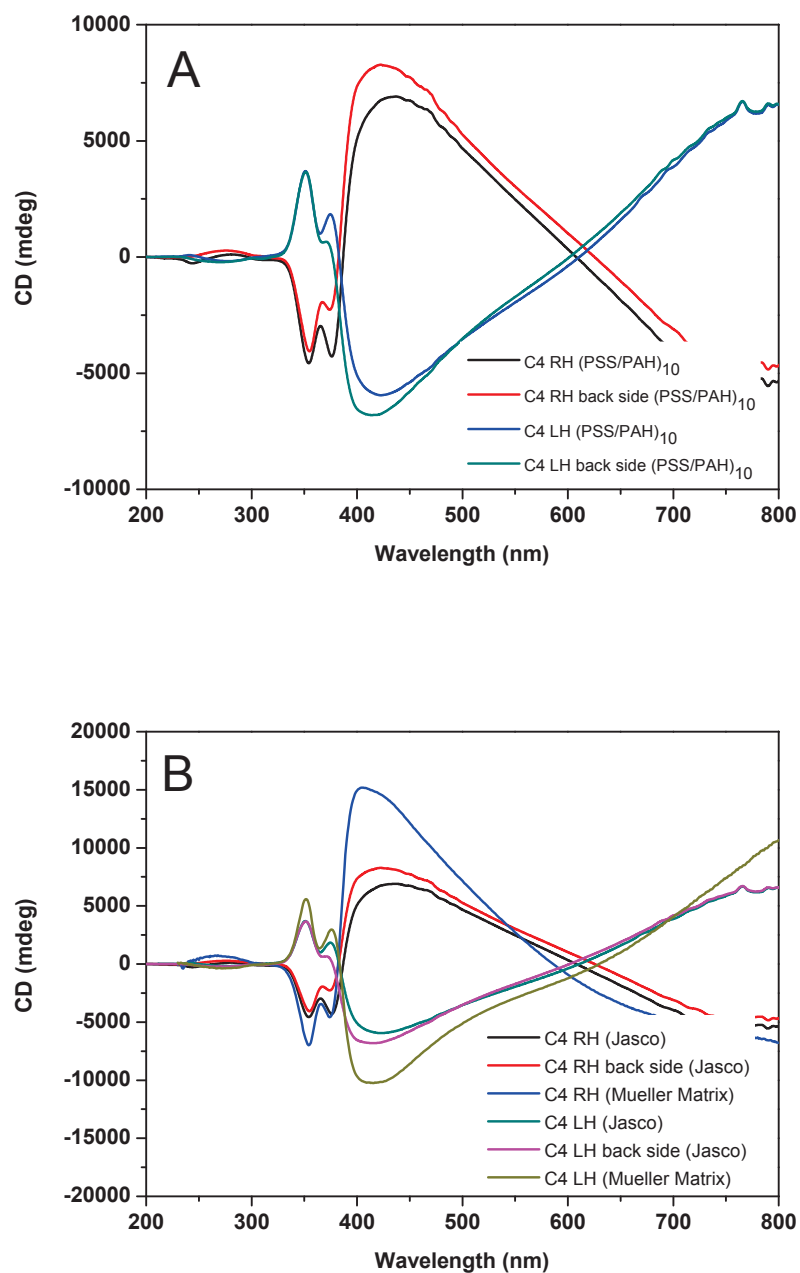 A
10000
5000
0
-5000
-10000
CD (mdeg)
C4 RH (PSS/PAH)10
C4 RH back side (PSS/PAH)10
C4 LH (PSS/PAH)10
C4 LH back side (PSS/PAH)10
200 300 400 500 600 700 800
Wavelength (nm)
B
20000
15000
10000
5000
0
-5000
-10000
-15000
-20000
CD (mdeg)
C4 RH (Jasco)
C4 RH back side (Jasco)
C4 RH (Mueller Matrix)
C4 LH (Jasco)
C4 LH back side (Jasco)
C4 LH (Mueller Matrix)
200 300 400 500 600 700 800
Wavelength (nm)